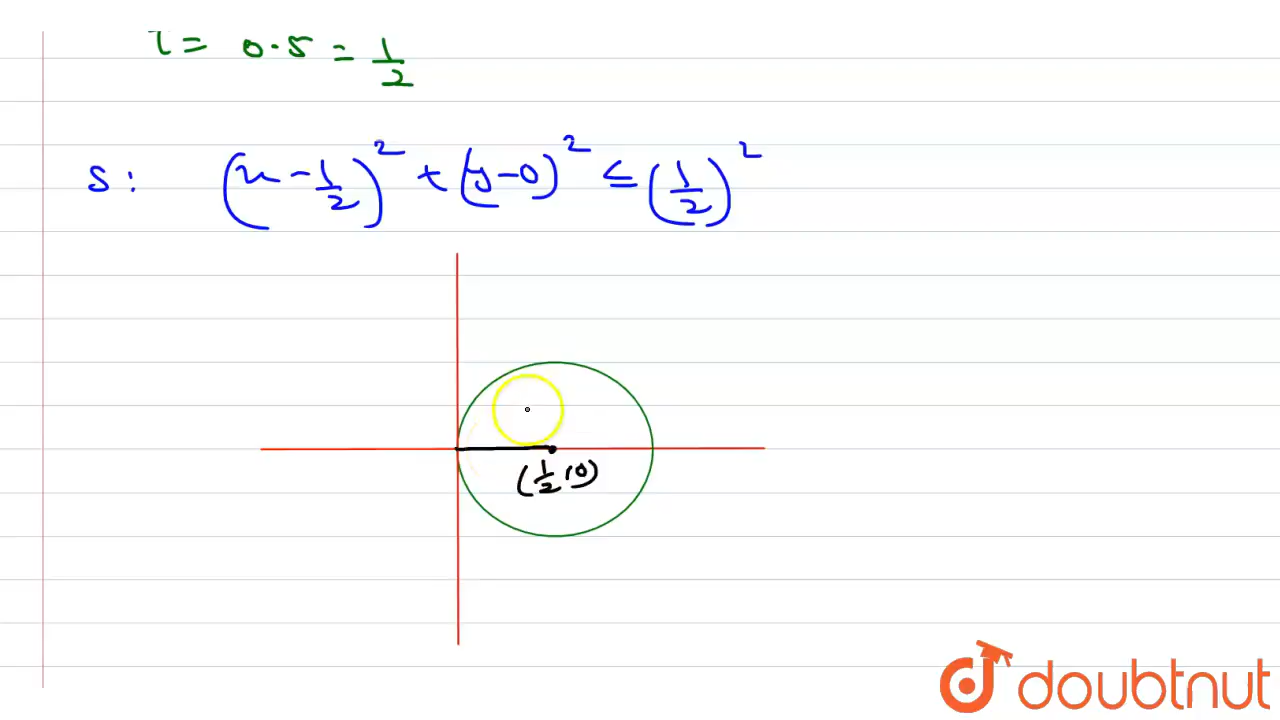 r = 0.5 = 1/2
S : (x - 1/2)² + (y - 0)² ≤ (1/2)²
(1/2, 0)
doubtnut